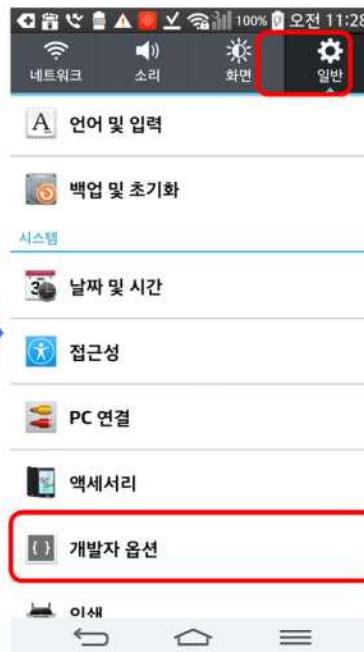 100% 오전 11:28
네트워크 소리 화면 일반
언어 및 입력
백업 및 초기화
시스템
날짜 및 시간
접근성
PC 연결
액세서리
개발자 옵션
인쇄